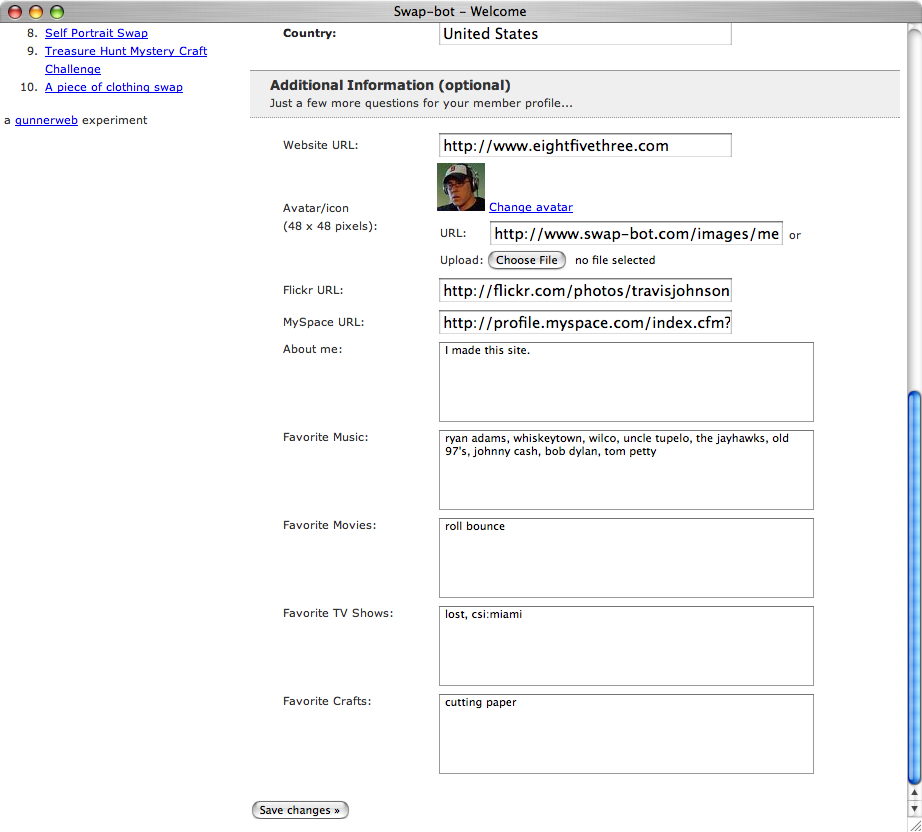 Swap-bot – Welcome
8. Self Portrait Swap
9. Treasure Hunt Mystery Craft
Challenge
10. A piece of clothing swap
a gunnerweb experiment
Country: United States
Additional Information (optional)
Just a few more questions for your member profile...
Website URL: http://www.eightfivethree.com
Avatar/icon
(48 x 48 pixels):
Change avatar
URL: http://www.swap-bot.com/images/me or
Upload: Choose File no file selected
Flickr URL: http://flickr.com/photos/travisjohnson
MySpace URL: http://profile.myspace.com/index.cfm?
About me: I made this site.
Favorite Music: ryan adams, whiskeytown, wilco, uncle tupelo, the jayhawks, old
97's, johnny cash, bob dylan, tom petty
Favorite Movies: roll bounce
Favorite TV Shows: lost, csi:miami
Favorite Crafts: cutting paper
Save changes »